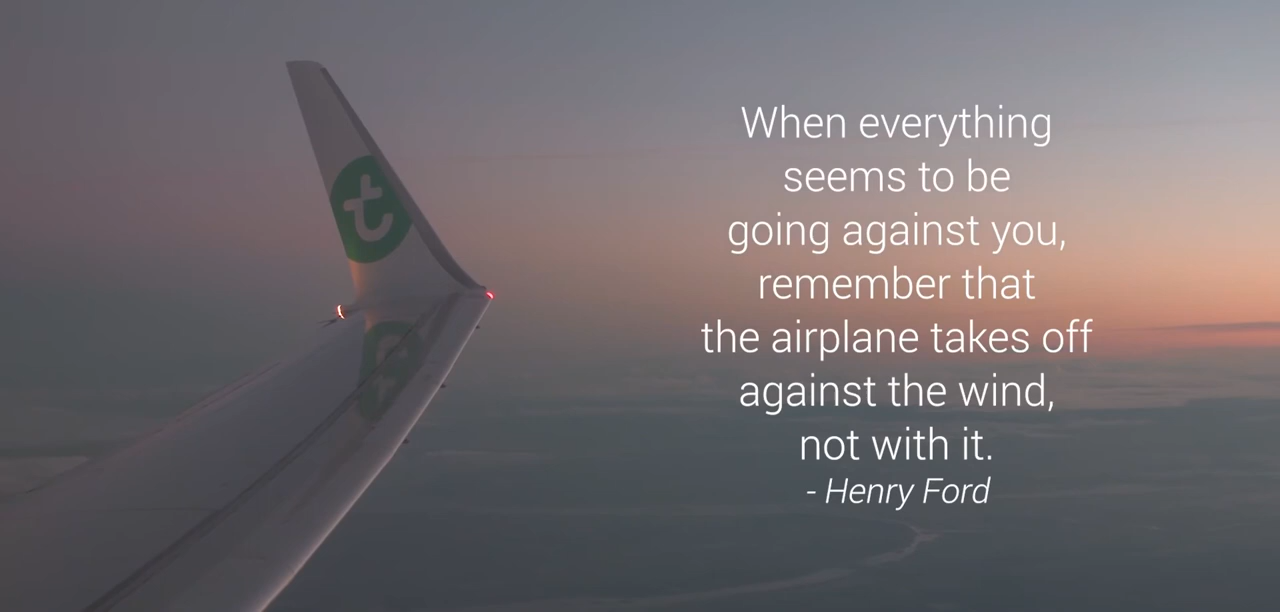 t
When everything
seems to be
going against you,
remember that
the airplane takes off
against the wind,
not with it.
- Henry Ford